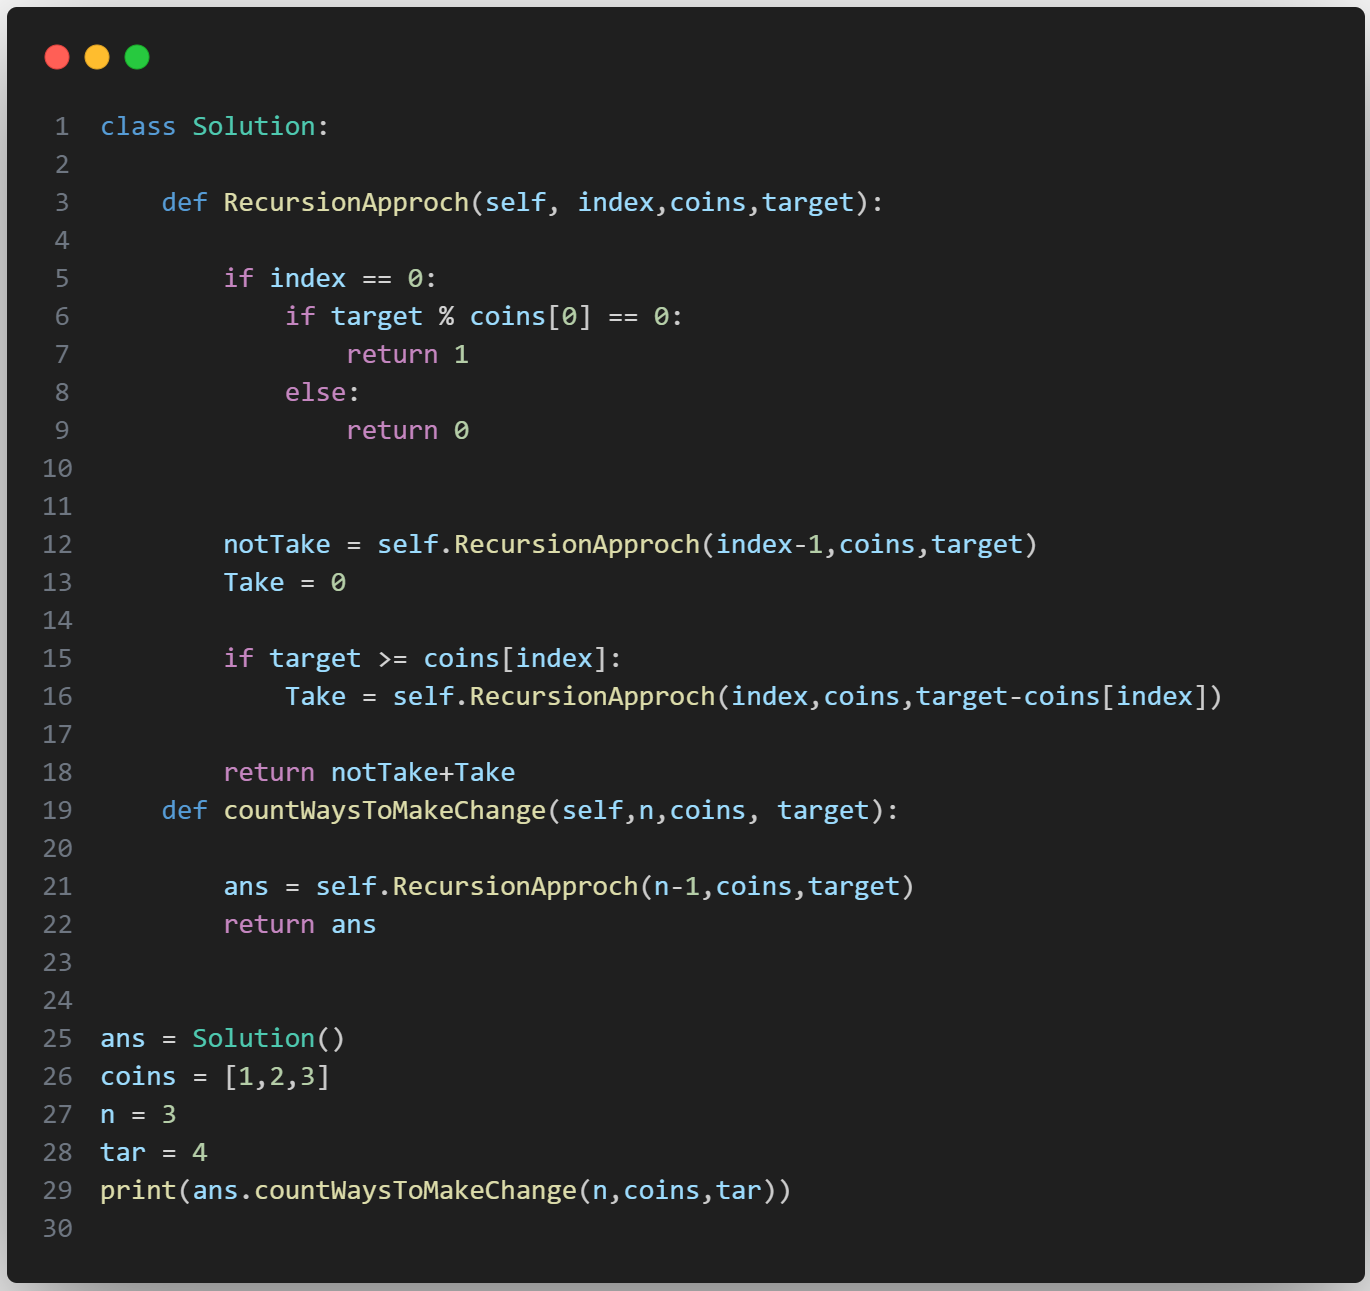 1 class Solution:
2
3     def RecursionApproch(self, index,coins,target):
4
5         if index == 0:
6             if target % coins[0] == 0:
7                 return 1
8             else:
9                 return 0
10
11
12         notTake = self.RecursionApproch(index-1,coins,target)
13         Take = 0
14
15         if target >= coins[index]:
16             Take = self.RecursionApproch(index,coins,target-coins[index])
17
18         return notTake+Take
19     def countWaysToMakeChange(self,n,coins, target):
20
21         ans = self.RecursionApproch(n-1,coins,target)
22         return ans
23
24
25 ans = Solution()
26 coins = [1,2,3]
27 n = 3
28 tar = 4
29 print(ans.countWaysToMakeChange(n,coins,tar))
30